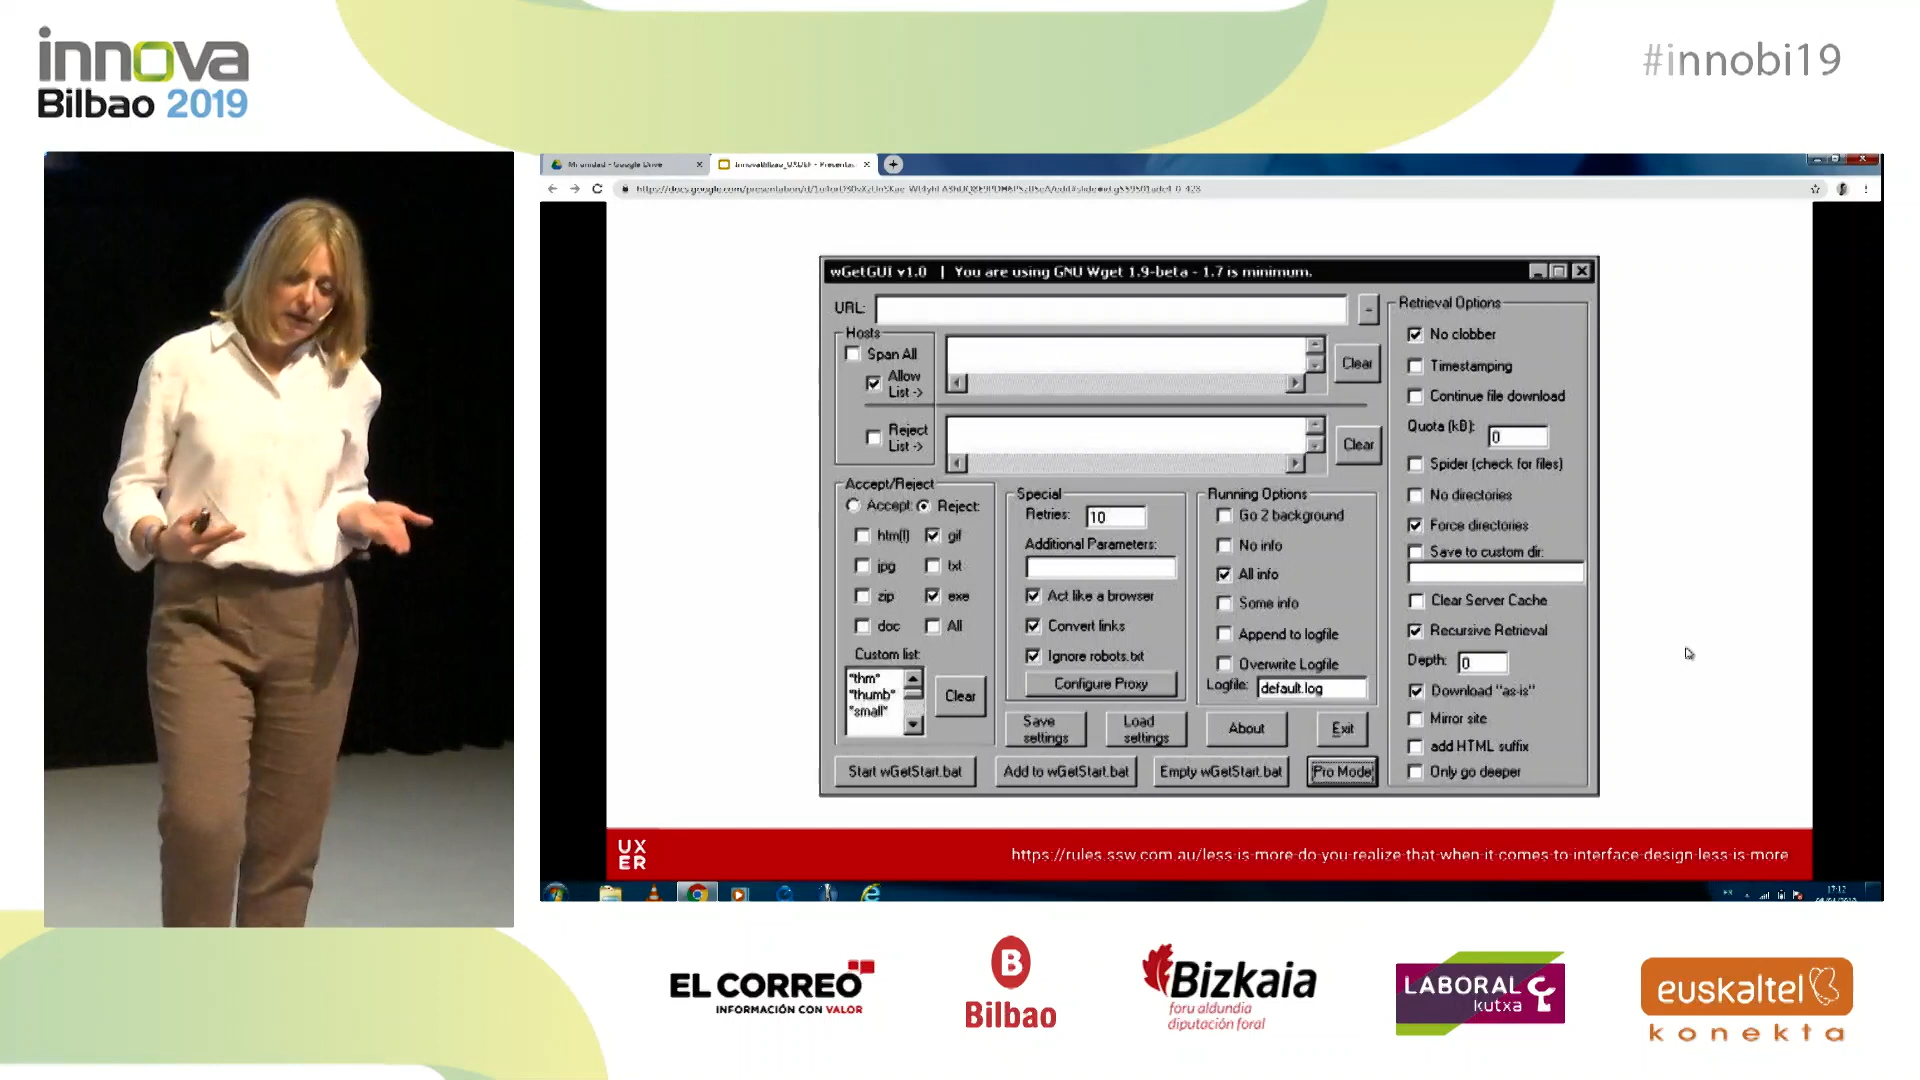 innova
Bilbao 2019
#innobi19
Mi unidad - Google Drive
wGetGUI v1.0 | You are using GNU Wget 1.9-beta - 1.7 is minimum.
URL:
Hosts
Span All
Allow
List ->
Clear
Reject
List ->
Clear
Accept/Reject
Accept: Reject:
htm(l) gif
jpg txt
zip exe
doc All
Custom list:
"thm"
"thumb"
"small"
Clear
Special
Retries: 10
Additional Parameters:
Act like a browser
Convert links
Ignore robots.txt
Configure Proxy
Running Options
Go 2 background
No info
All info
Some info
Append to logfile
Overwrite Logfile
Logfile: default.log
Retrieval Options
No clobber
Timestamping
Continue file download
Quota (kB): 0
Spider (check for files)
No directories
Force directories
Save to custom dir:
Clear Server Cache
Recursive Retrieval
Depth: 0
Download "as-is"
Mirror site
add HTML suffix
Only go deeper
Save
settings
Load
settings
About
Exit
Start wGetStart.bat
Add to wGetStart.bat
Empty wGetStart.bat
Pro Mode
UX
ER
https://rules.ssw.com.au/less-is-more-do-you-realize-that-when-it-comes-to-interface-design-less-is-more
17:12
EL CORREO
INFORMACIÓN CON VALOR
B
Bilbao
Bizkaia
foru aldundia
diputación foral
LABORAL
kutxa
euskaltel
konekta